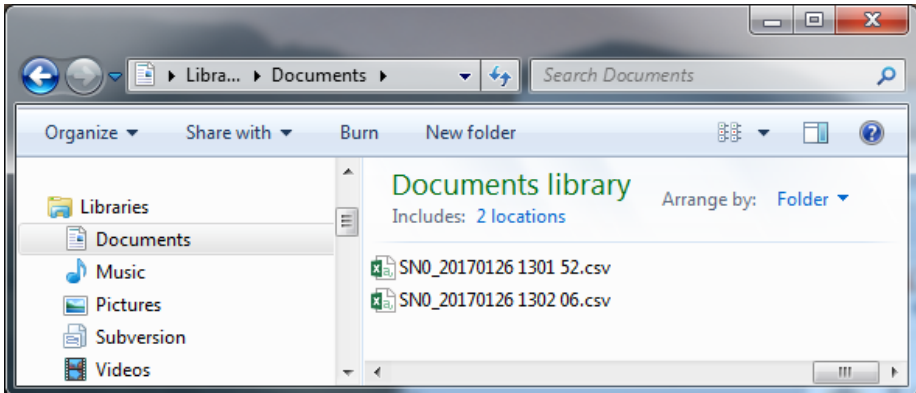 Libra... Documents
Search Documents
Organize Share with Burn New folder
Documents library
Includes: 2 locations
Arrange by: Folder
Libraries
Documents
Music
Pictures
Subversion
Videos
SN0_20170126 1301 52.csv
SN0_20170126 1302 06.csv